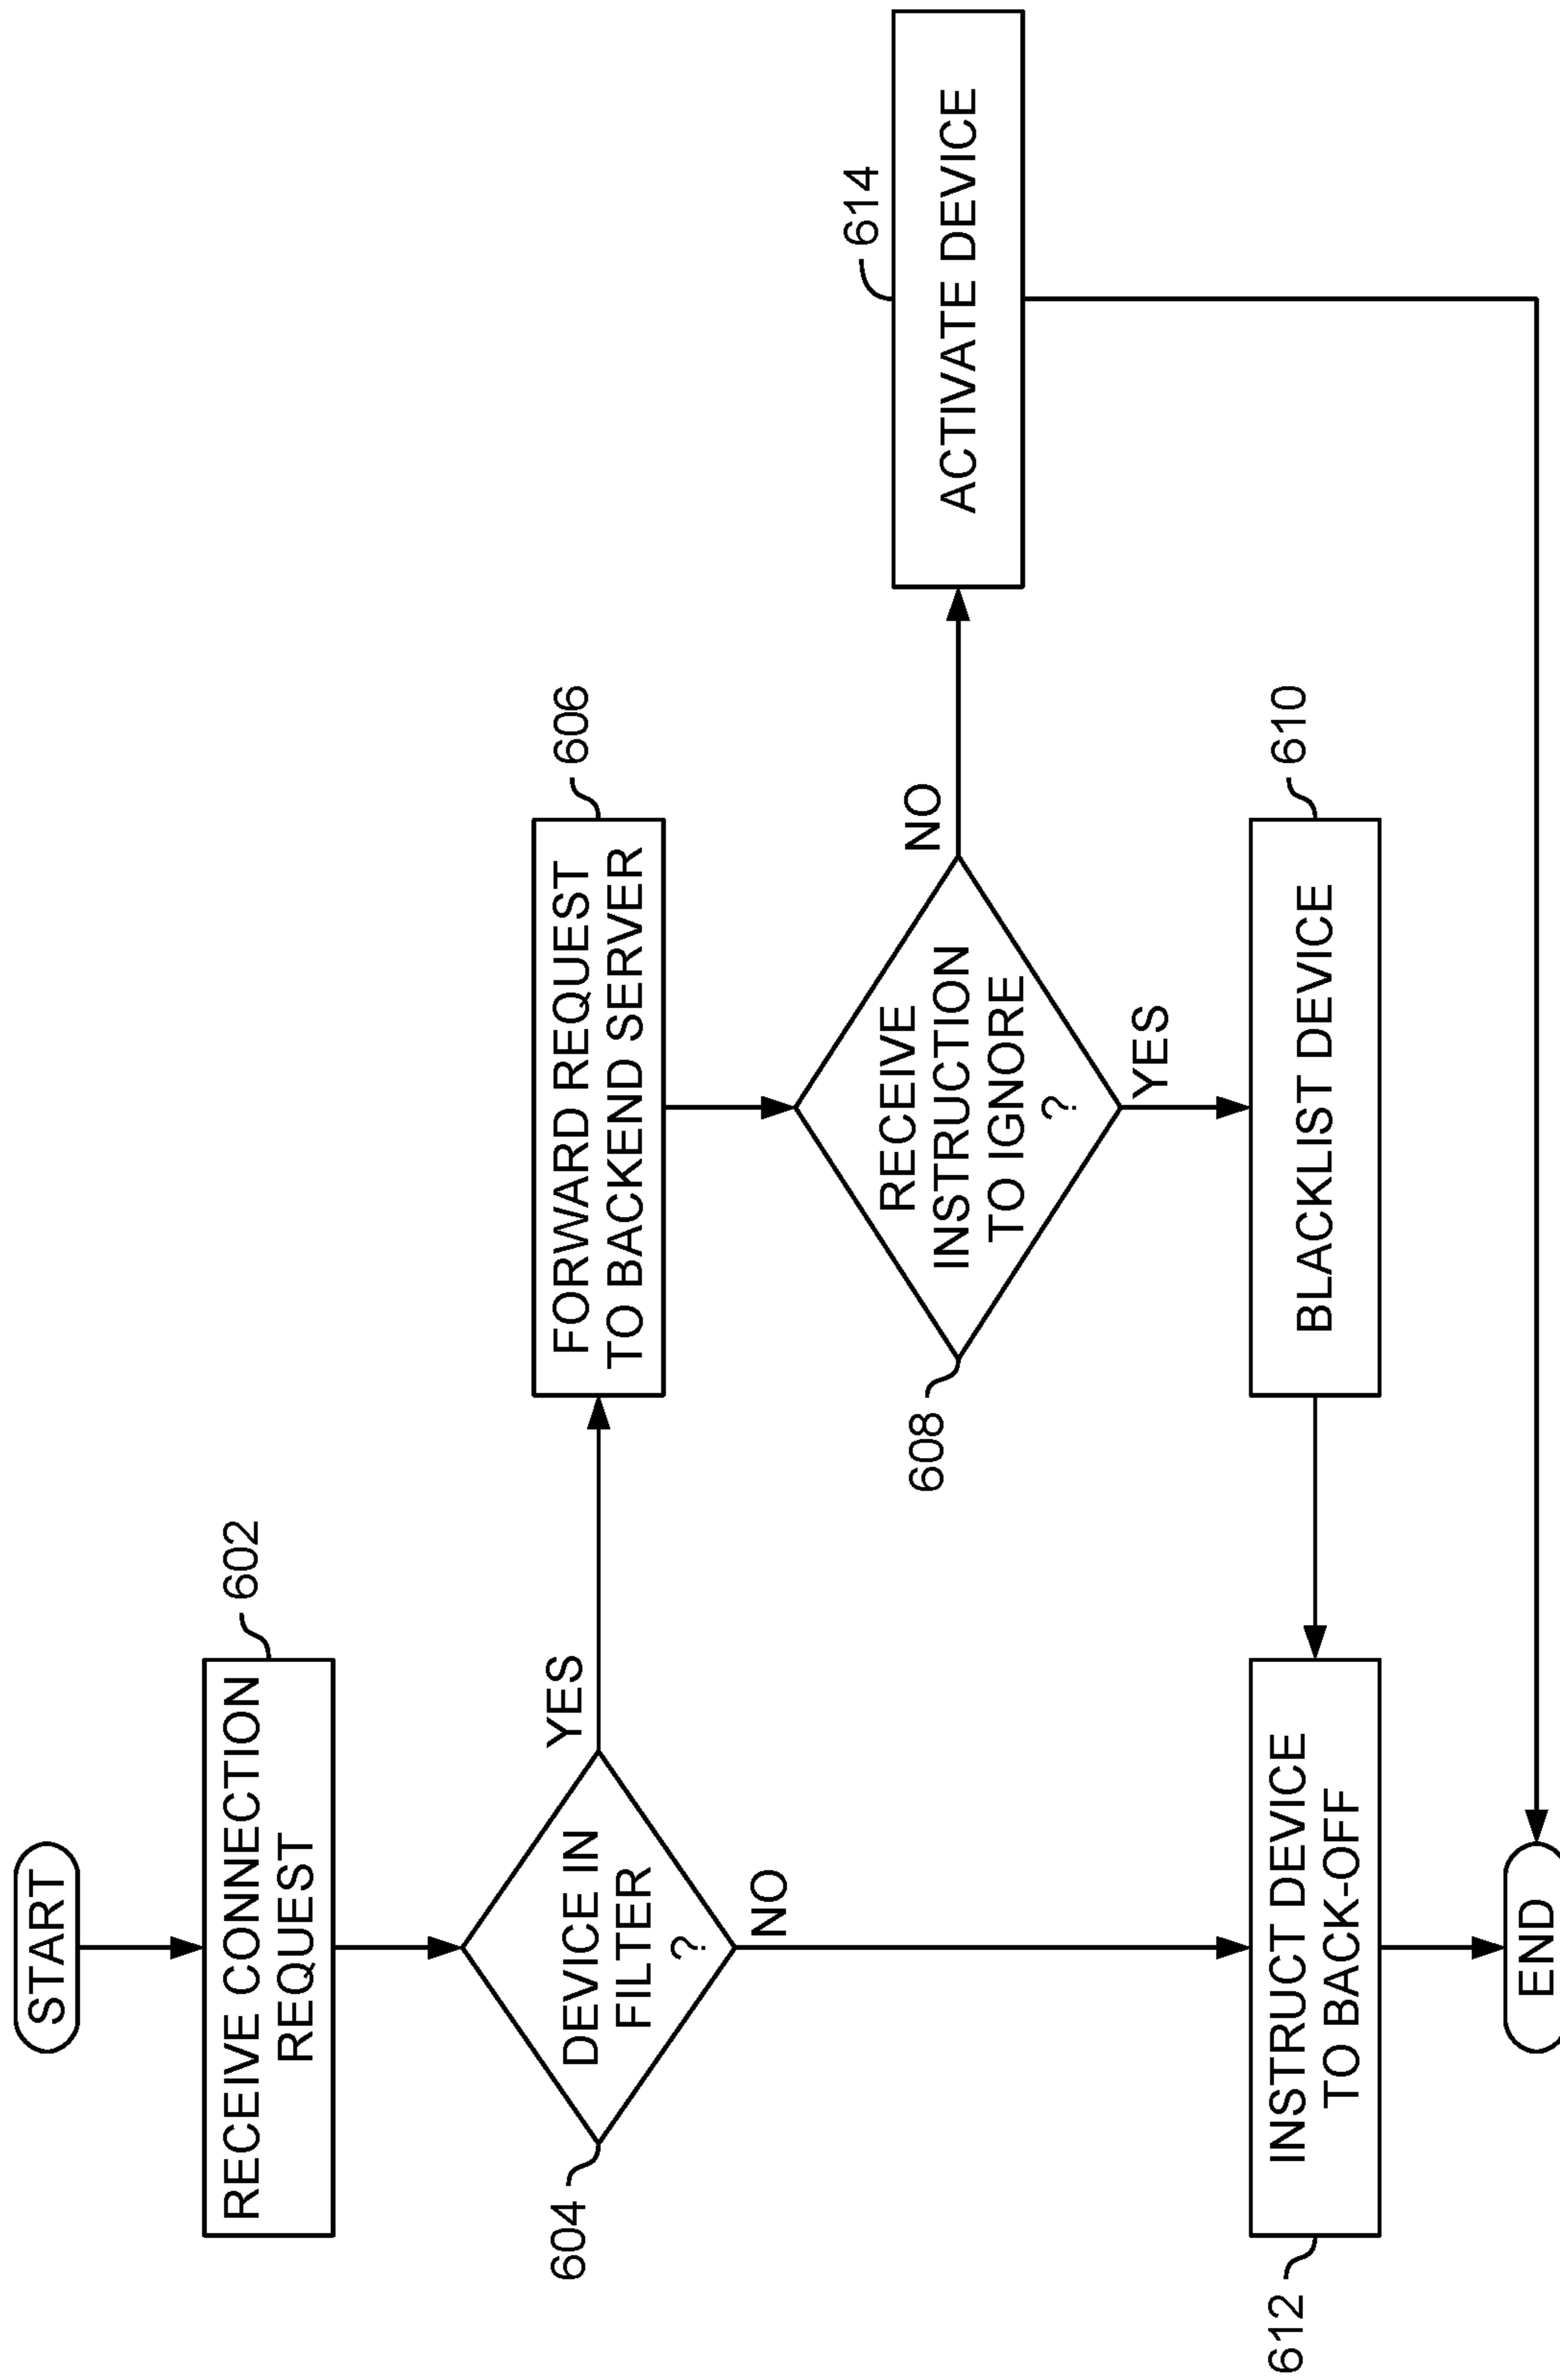 START
RECEIVE CONNECTION
REQUEST
602
DEVICE IN
FILTER
?
604
YES
NO
FORWARD REQUEST
TO BACKEND SERVER
606
RECEIVE
INSTRUCTION
TO IGNORE
?
608
NO
YES
ACTIVATE DEVICE
614
BLACKLIST DEVICE
610
INSTRUCT DEVICE
TO BACK-OFF
612
END